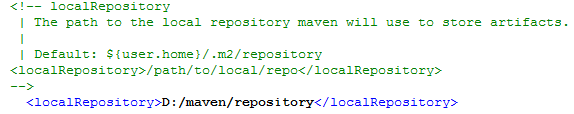 <!-- localRepository
| The path to the local repository maven will use to store artifacts.
|
| Default: ${user.home}/.m2/repository
<localRepository>/path/to/local/repo</localRepository>
-->
<localRepository>D:/maven/repository</localRepository>